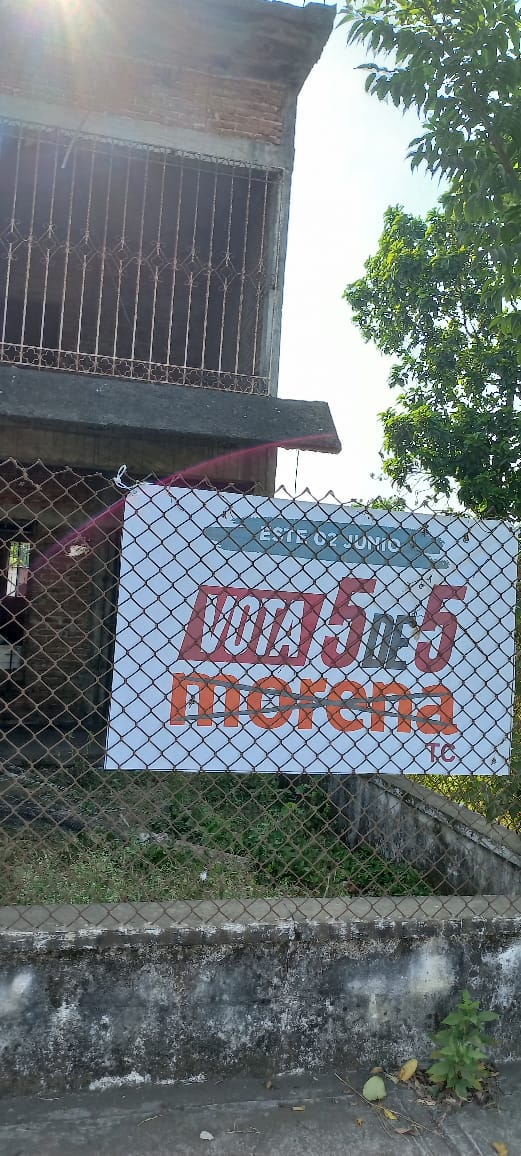 ESTE 02 JUNIO
VOTA 5 DE 5
morena
TC